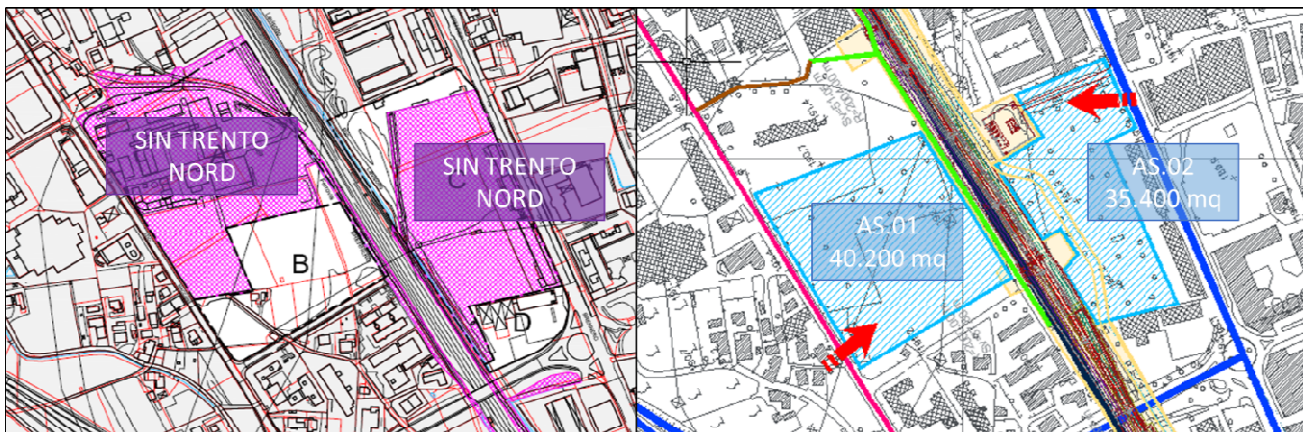 SIN TRENTO
NORD
SIN TRENTO
NORD
B
C
D
AS.01
40.200 mq
AS.02
35.400 mq